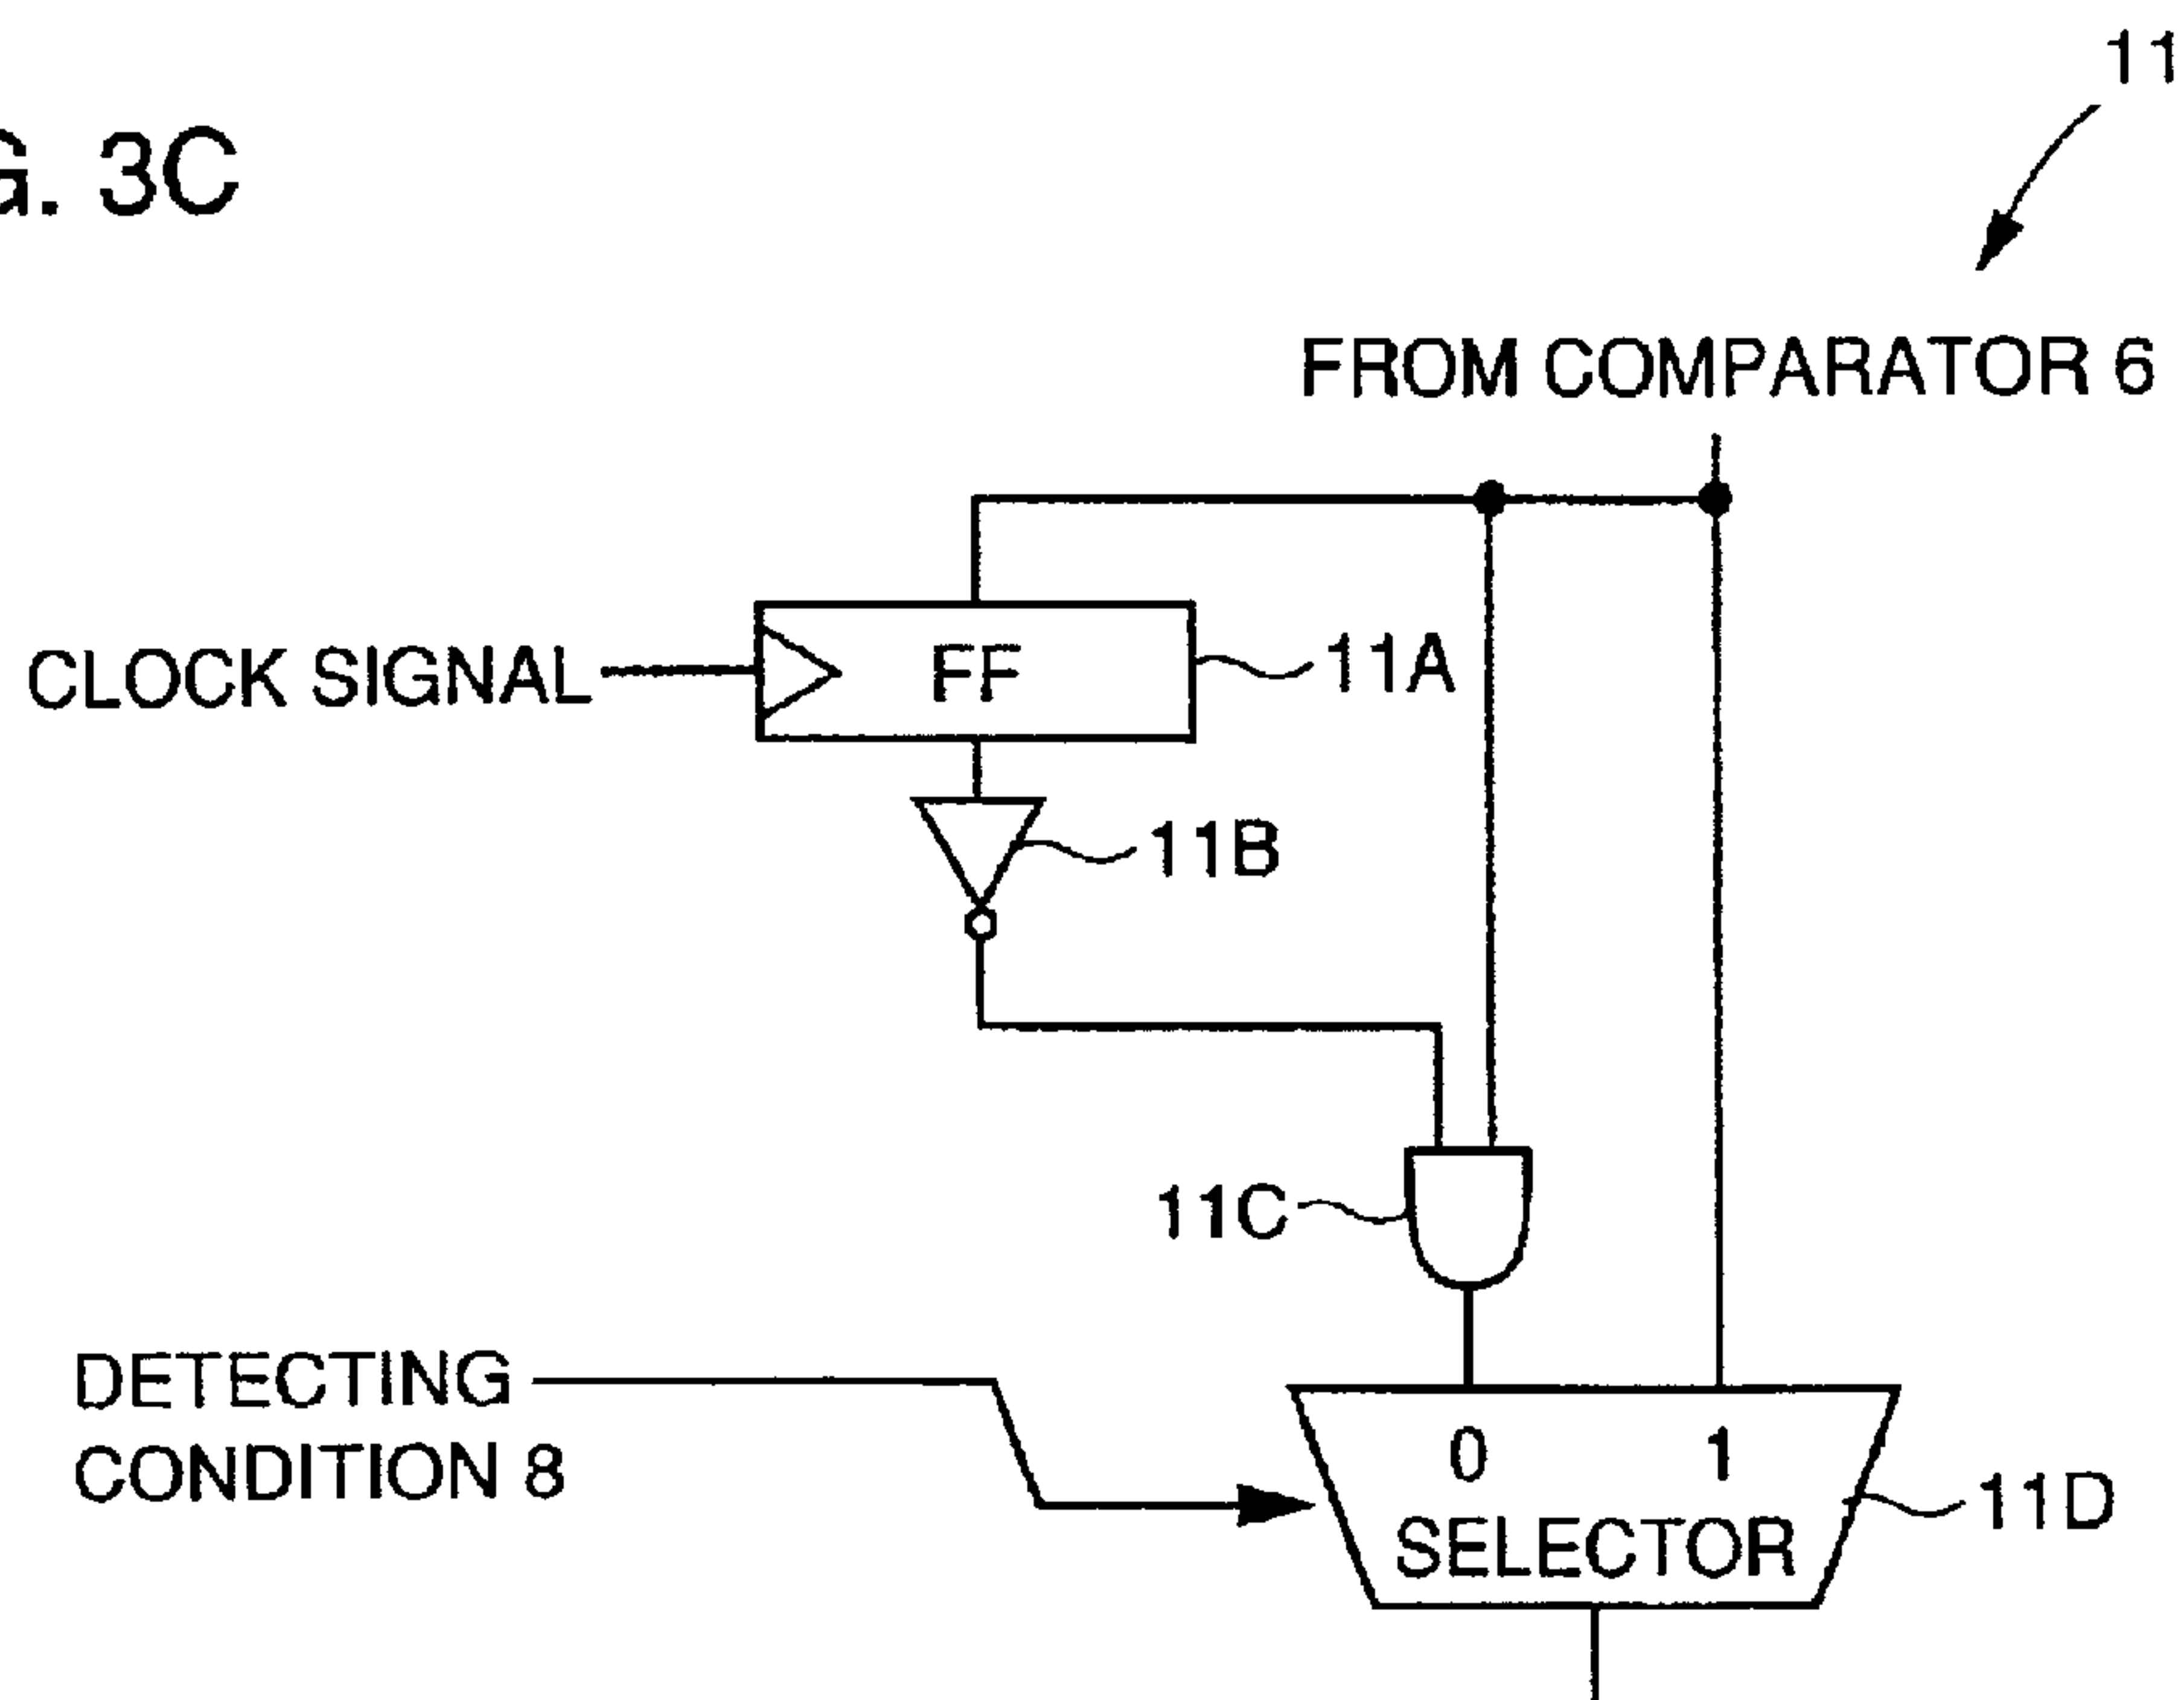 11
G. 3C
FROM COMPARATOR 6
CLOCK SIGNAL
FF
11A
11B
11C
DETECTING
CONDITION 8
0 1
SELECTOR
11D